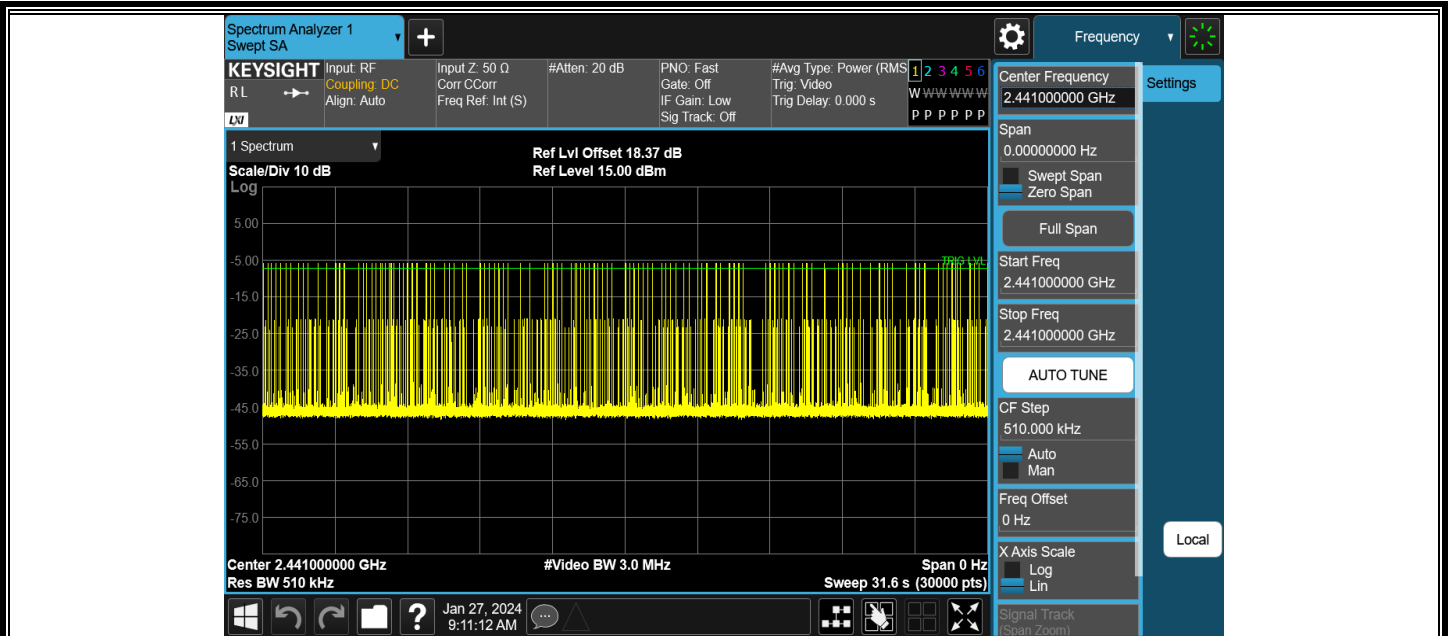 Spectrum Analyzer 1
Swept SA
+
Frequency
KEYSIGHT
RL
LXI
Input: RF
Coupling: DC
Align: Auto
Input Z: 50 Ω
Corr CCorr
Freq Ref: Int (S)
#Atten: 20 dB
PNO: Fast
Gate: Off
IF Gain: Low
Sig Track: Off
#Avg Type: Power (RMS
Trig: Video
Trig Delay: 0.000 s
1 2 3 4 5 6
W W W W W W
P P P P P P
1 Spectrum
Scale/Div 10 dB
Ref Lvl Offset 18.37 dB
Ref Level 15.00 dBm
Log
5.00
-5.00
TRIG LVL
-15.0
-25.0
-35.0
-45.0
-55.0
-65.0
-75.0
Center 2.441000000 GHz
#Video BW 3.0 MHz
Span 0 Hz
Res BW 510 kHz
Sweep 31.6 s (30000 pts)
Center Frequency
2.441000000 GHz
Settings
Span
0.00000000 Hz
Swept Span
Zero Span
Full Span
Start Freq
2.441000000 GHz
Stop Freq
2.441000000 GHz
AUTO TUNE
CF Step
510.000 kHz
Auto
Man
Freq Offset
0 Hz
X Axis Scale
Log
Lin
Signal Track
(Span Zoom)
Local
?
Jan 27, 2024
9:11:12 AM